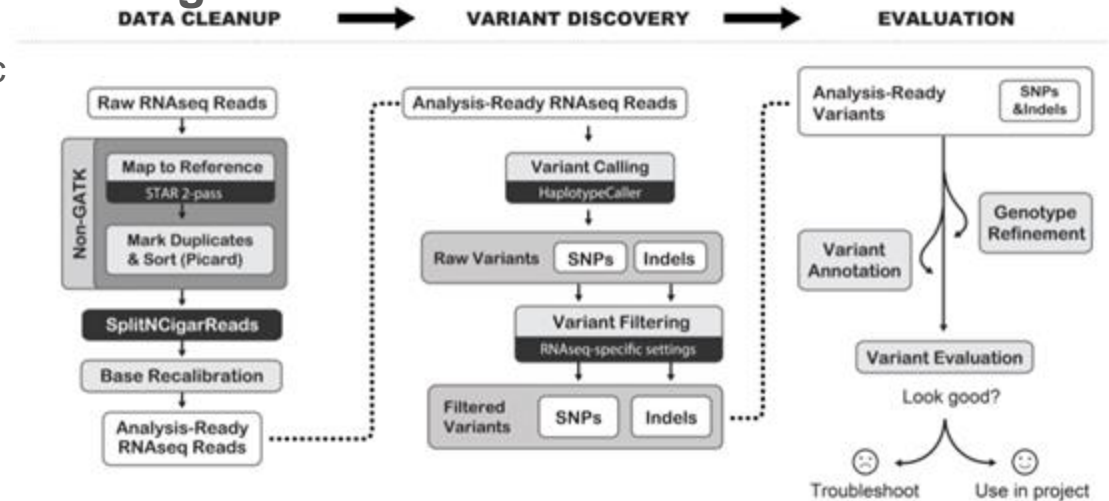 DATA CLEANUP
VARIANT DISCOVERY
EVALUATION
Raw RNAseq Reads
Non-GATK
Map to Reference
STAR 2-pass
Mark Duplicates
& Sort (Picard)
SplitNCigarReads
Base Recalibration
Analysis-Ready
RNAseq Reads
Analysis-Ready RNAseq Reads
Variant Calling
HaplotypeCaller
Raw Variants
SNPs
Indels
Variant Filtering
RNAseq-specific settings
Filtered
Variants
SNPs
Indels
Analysis-Ready
Variants
SNPs
&Indels
Genotype
Refinement
Variant
Annotation
Variant Evaluation
Look good?
Troubleshoot
Use in project